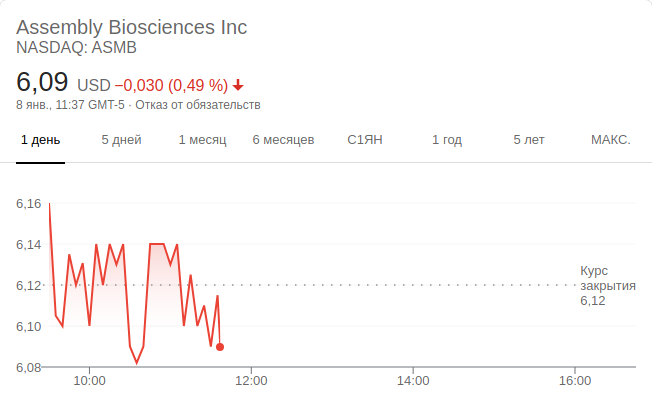 Assembly Biosciences Inc
NASDAQ: ASMB
6,09 USD −0,030 (0,49 %)
8 янв., 11:37 GMT-5 · Отказ от обязательств
1 день 5 дней 1 месяц 6 месяцев С1ЯН 1 год 5 лет МАКС.
6,16
6,14
6,12
6,10
6,08
Курс
закрытия
6,12
10:00 12:00 14:00 16:00